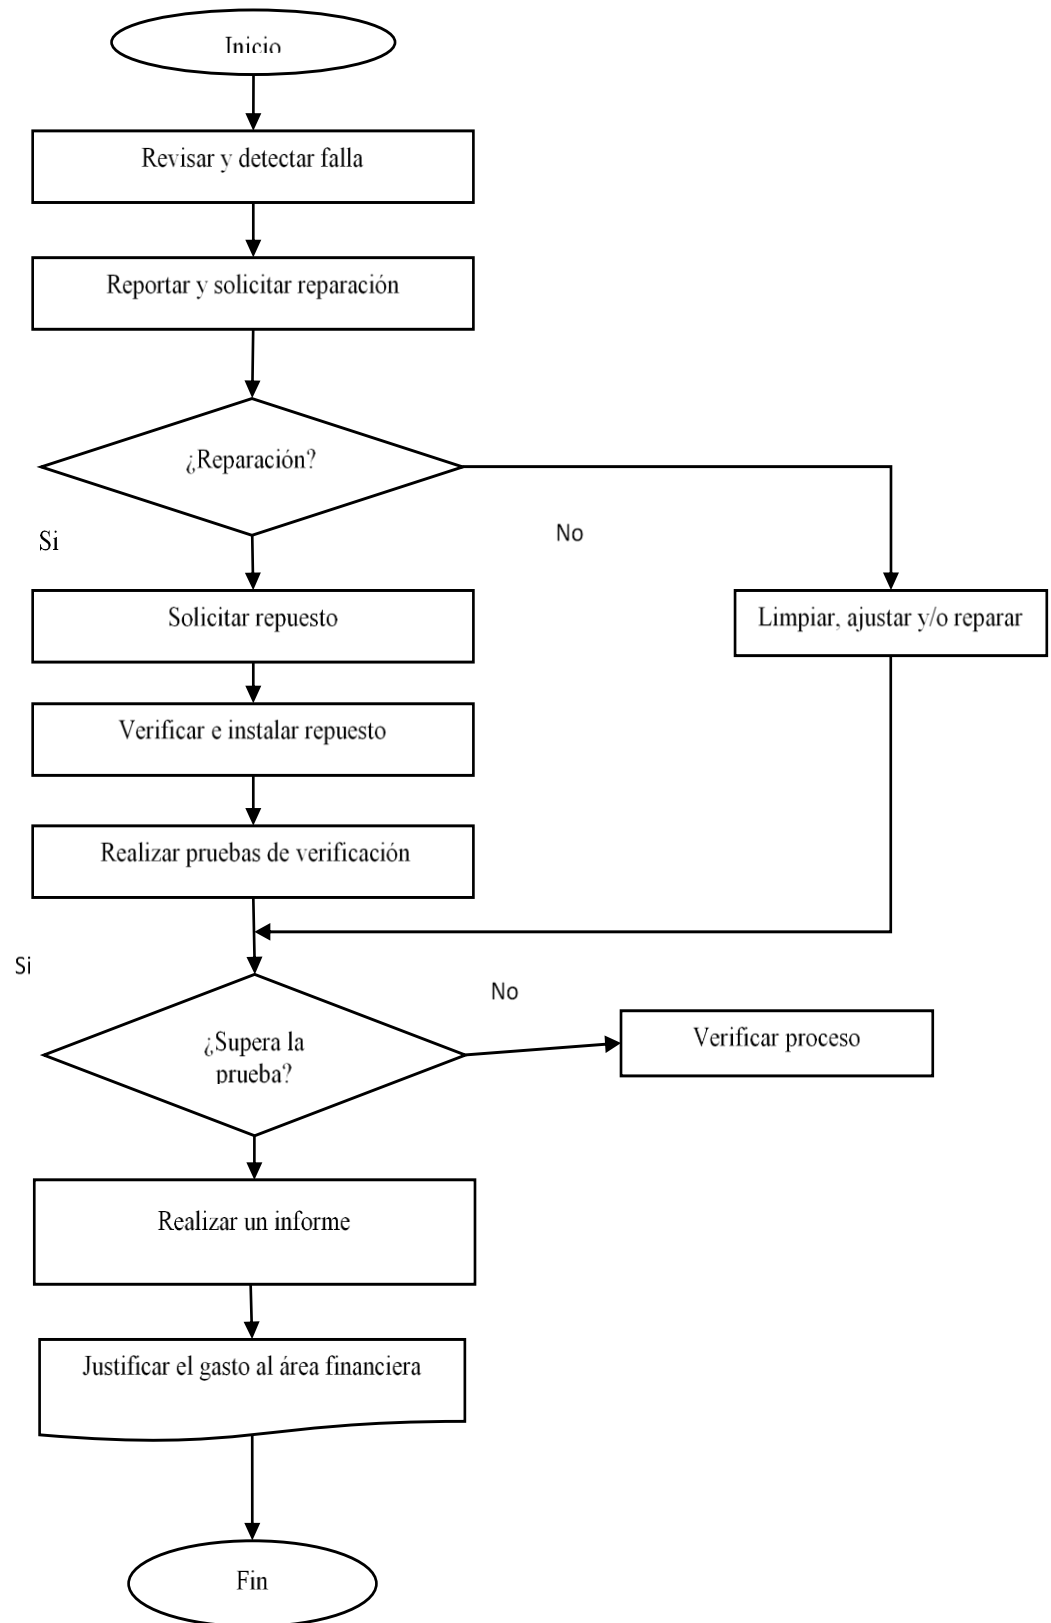 Inicio
Revisar y detectar falla
Reportar y solicitar reparación
¿Reparación?
Si
No
Solicitar repuesto
Limpiar, ajustar y/o reparar
Verificar e instalar repuesto
Realizar pruebas de verificación
Si
No
¿Supera la
prueba?
Verificar proceso
Realizar un informe
Justificar el gasto al área financiera
Fin